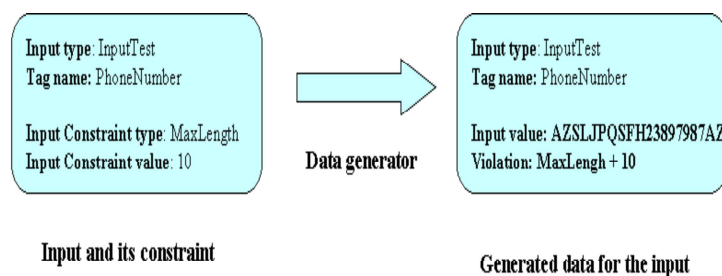 Input type: InputTest
Tag name: PhoneNumber
Input Constraint type: MaxLength
Input Constraint value: 10
Input and its constraint
Data generator
Input type: InputTest
Tag name: PhoneNumber
Input value: AZSLJPQSFH23897987AZ
Violation: MaxLengh + 10
Generated data for the input